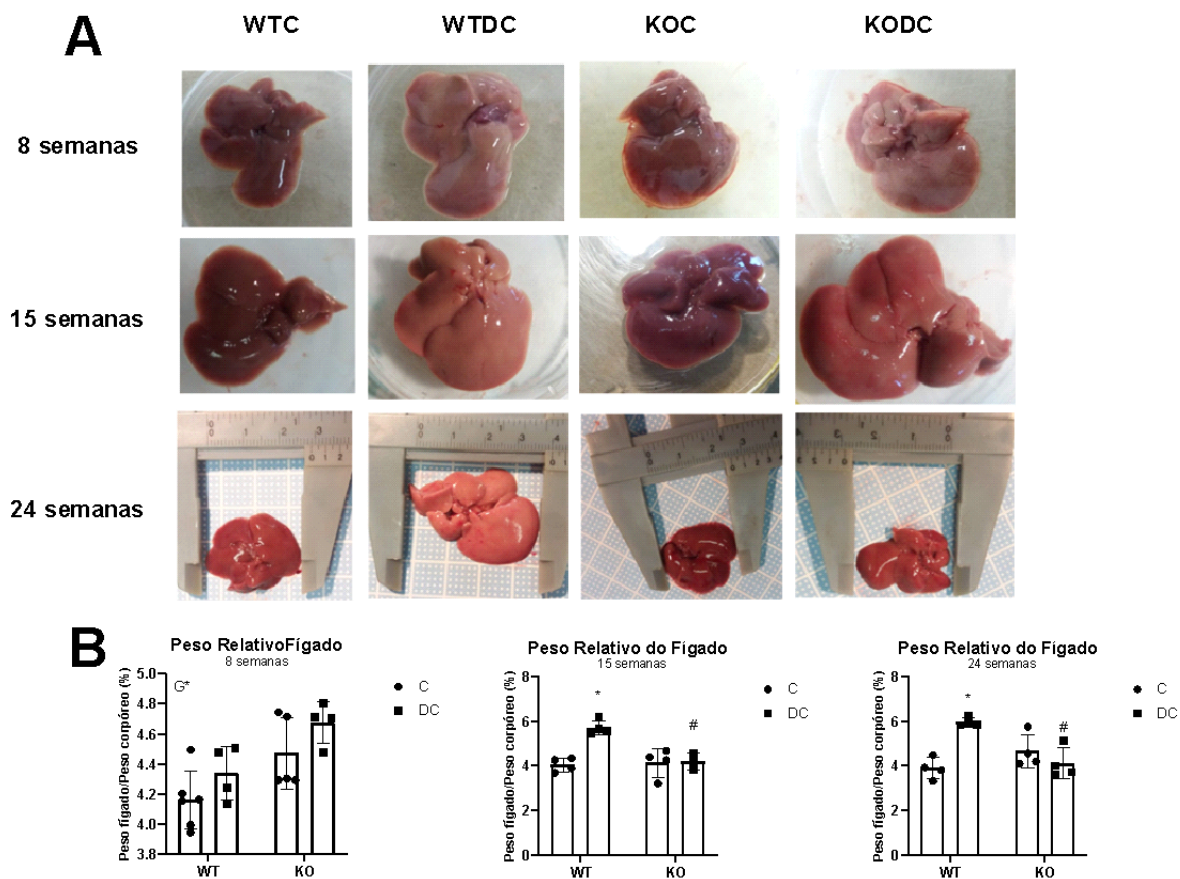 A
WTC WTDC KOC KODC
8 semanas
15 semanas
24 semanas
B
Peso RelativoFígado
8 semanas
Peso fígado/Peso corpóreo (%)
5.0
4.8
4.6
4.4
4.2
4.0
3.8
G*
WT KO
C
DC
Peso Relativo do Fígado
15 semanas
Peso fígado/Peso corpóreo (%)
8
6
4
2
0
*
#
WT KO
C
DC
Peso Relativo do Fígado
24 semanas
Peso fígado/Peso corpóreo (%)
8
6
4
2
0
*
#
WT KO
C
DC